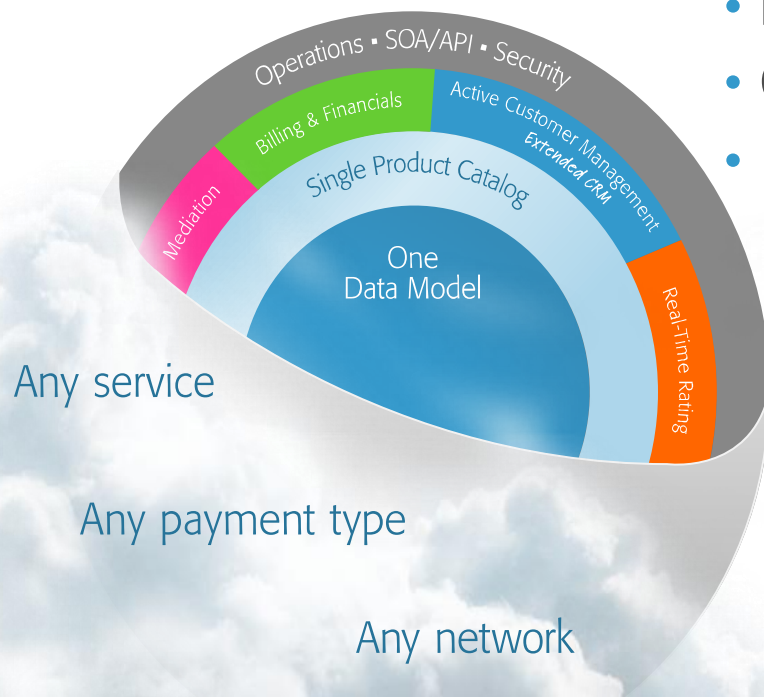 Operations ▪ SOA/API ▪ Security
Billing & Financials
Active Customer Management
Extended CRM
Mediation
Single Product Catalog
One
Data Model
Real-Time Rating
Any service
Any payment type
Any network